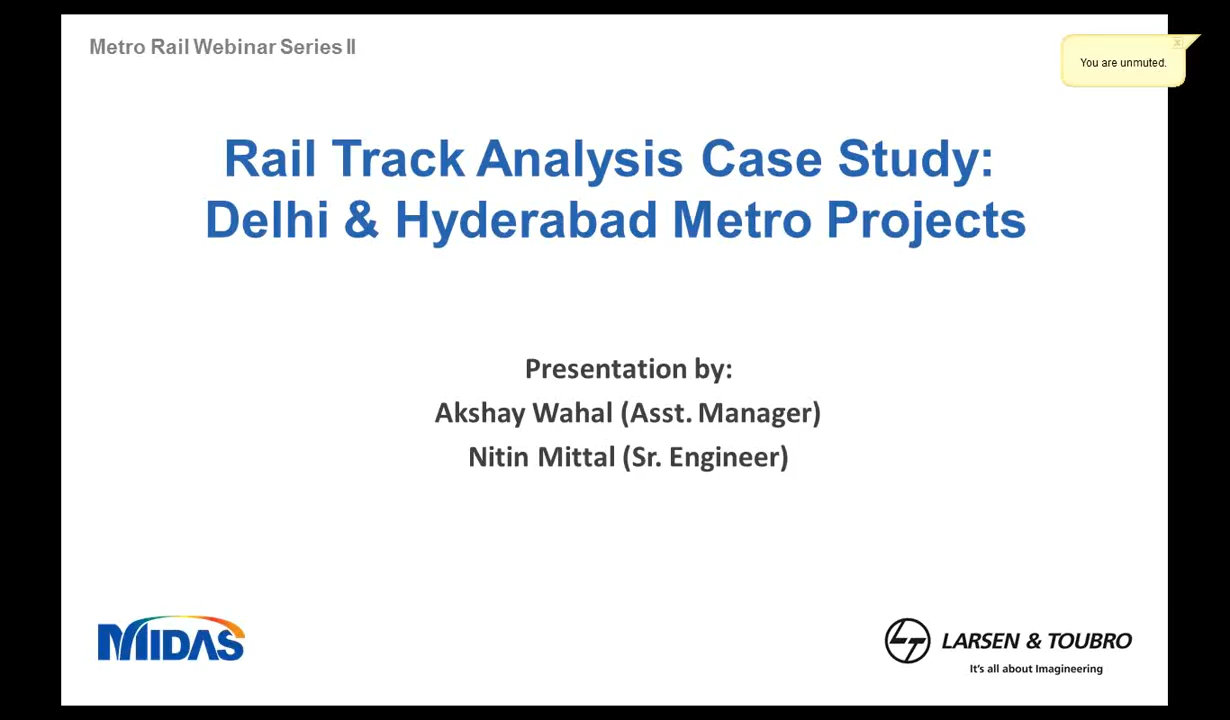 Metro Rail Webinar Series II
You are unmuted.
Rail Track Analysis Case Study:
Delhi & Hyderabad Metro Projects
Presentation by:
Akshay Wahal (Asst. Manager)
Nitin Mittal (Sr. Engineer)
MIDAS
LARSEN & TOUBRO
It's all about Imagineering